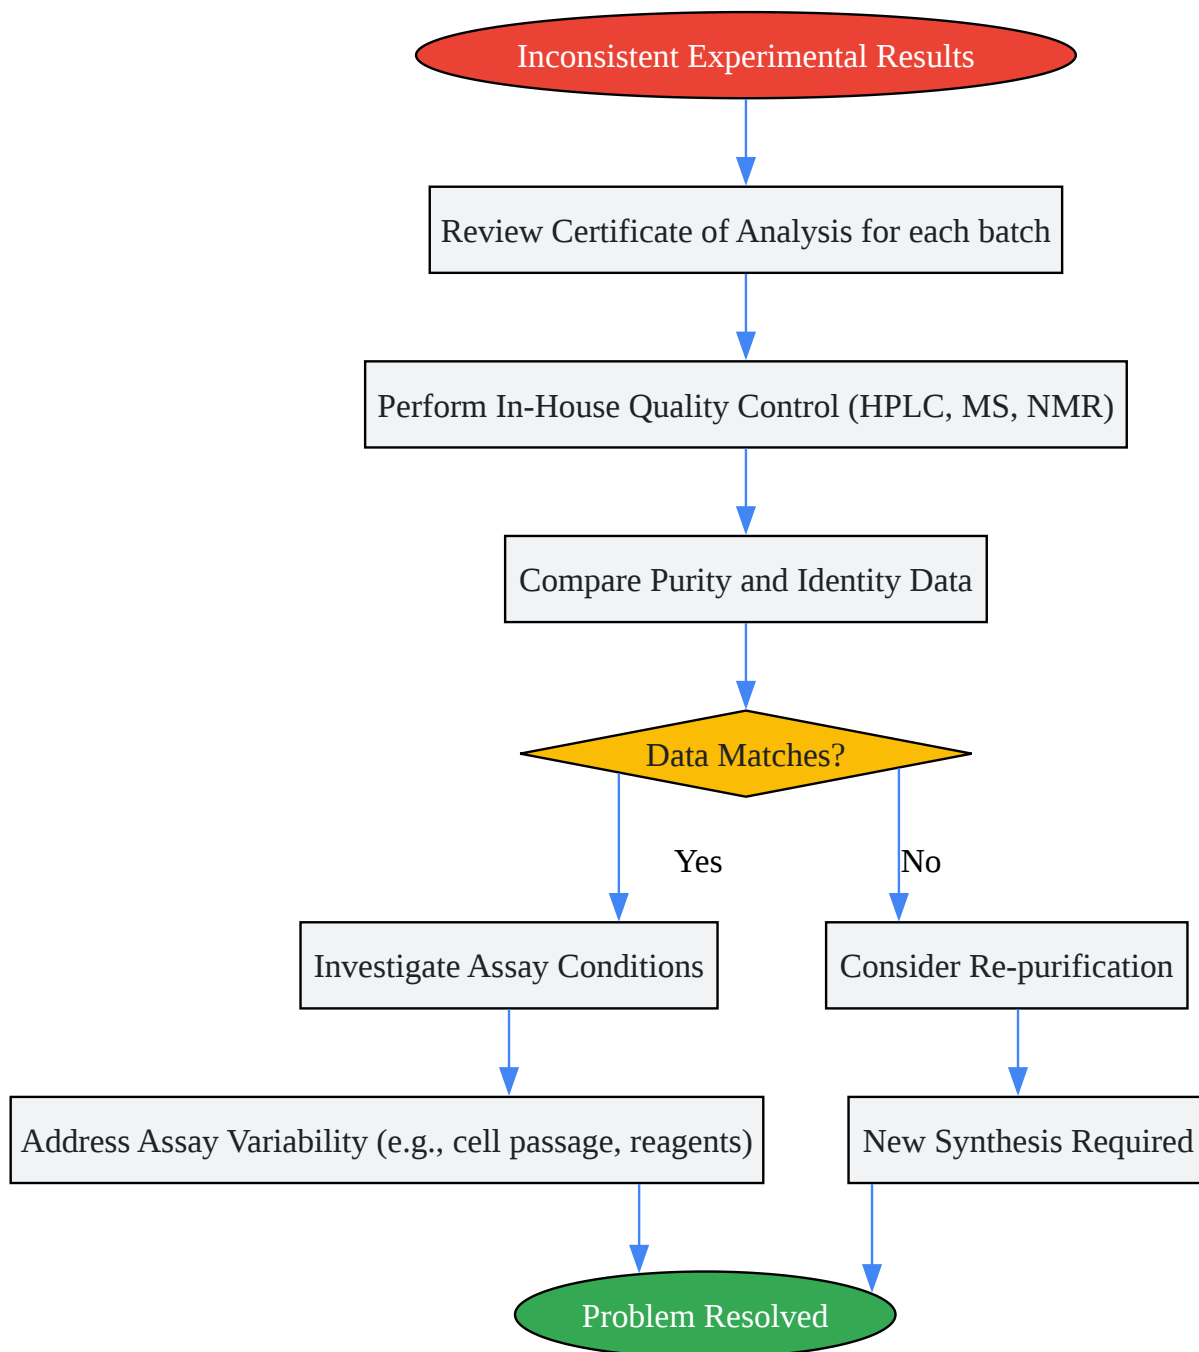 Inconsistent Experimental Results
Review Certificate of Analysis for each batch
Perform In-House Quality Control (HPLC, MS, NMR)
Compare Purity and Identity Data
Data Matches?
Yes
No
Investigate Assay Conditions
Consider Re-purification
Address Assay Variability (e.g., cell passage, reagents)
New Synthesis Required
Problem Resolved